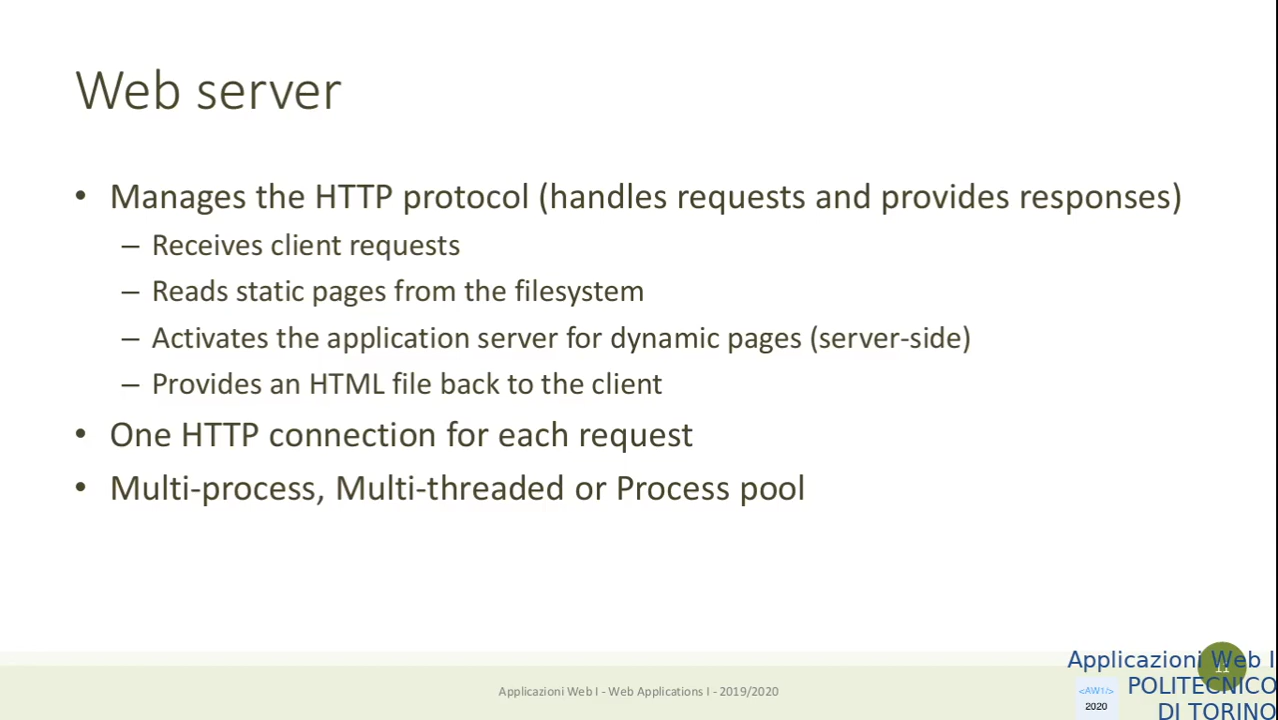 Web server
• Manages the HTTP protocol (handles requests and provides responses)
– Receives client requests
– Reads static pages from the filesystem
– Activates the application server for dynamic pages (server-side)
– Provides an HTML file back to the client
• One HTTP connection for each request
• Multi-process, Multi-threaded or Process pool
Applicazioni Web I - Web Applications I - 2019/2020
<AW1/>
2020
11
Applicazioni Web I
POLITECNICO
DI TORINO